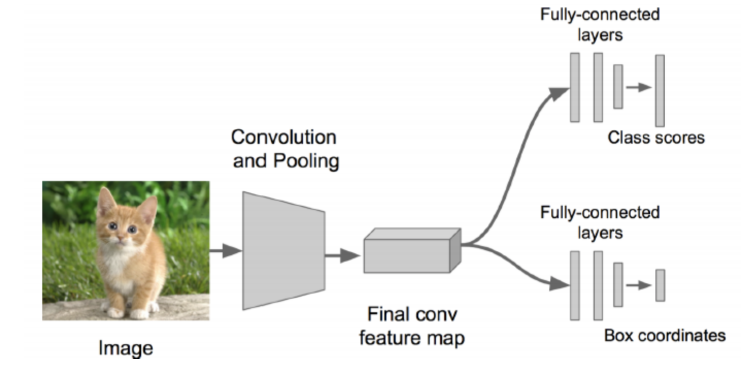 Fully-connected
layers
Class scores
Convolution
and Pooling
Fully-connected
layers
Box coordinates
Final conv
feature map
Image